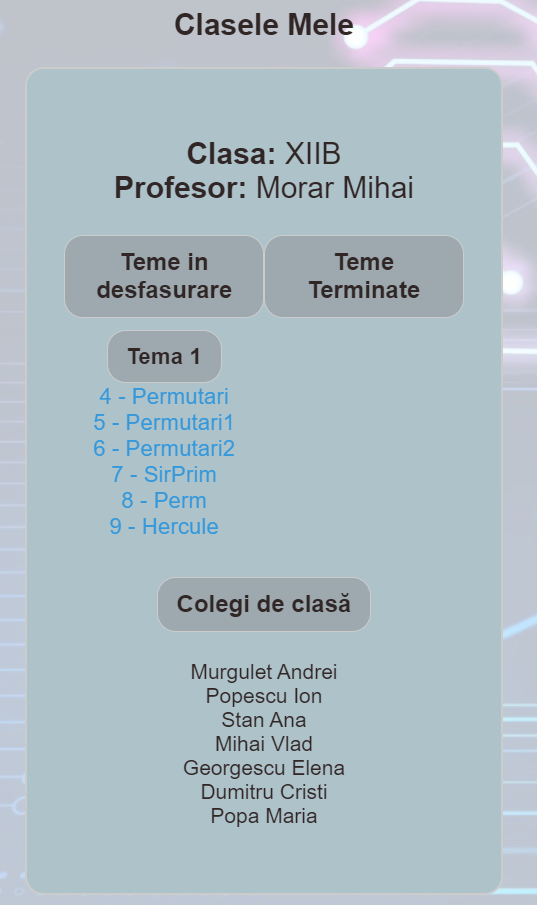 Clasele Mele
Clasa: XIIB
Profesor: Morar Mihai
Teme in
desfasurare
Teme
Terminate
Tema 1
4 - Permutari
5 - Permutari1
6 - Permutari2
7 - SirPrim
8 - Perm
9 - Hercule
Colegi de clasă
Murgulet Andrei
Popescu Ion
Stan Ana
Mihai Vlad
Georgescu Elena
Dumitru Cristi
Popa Maria